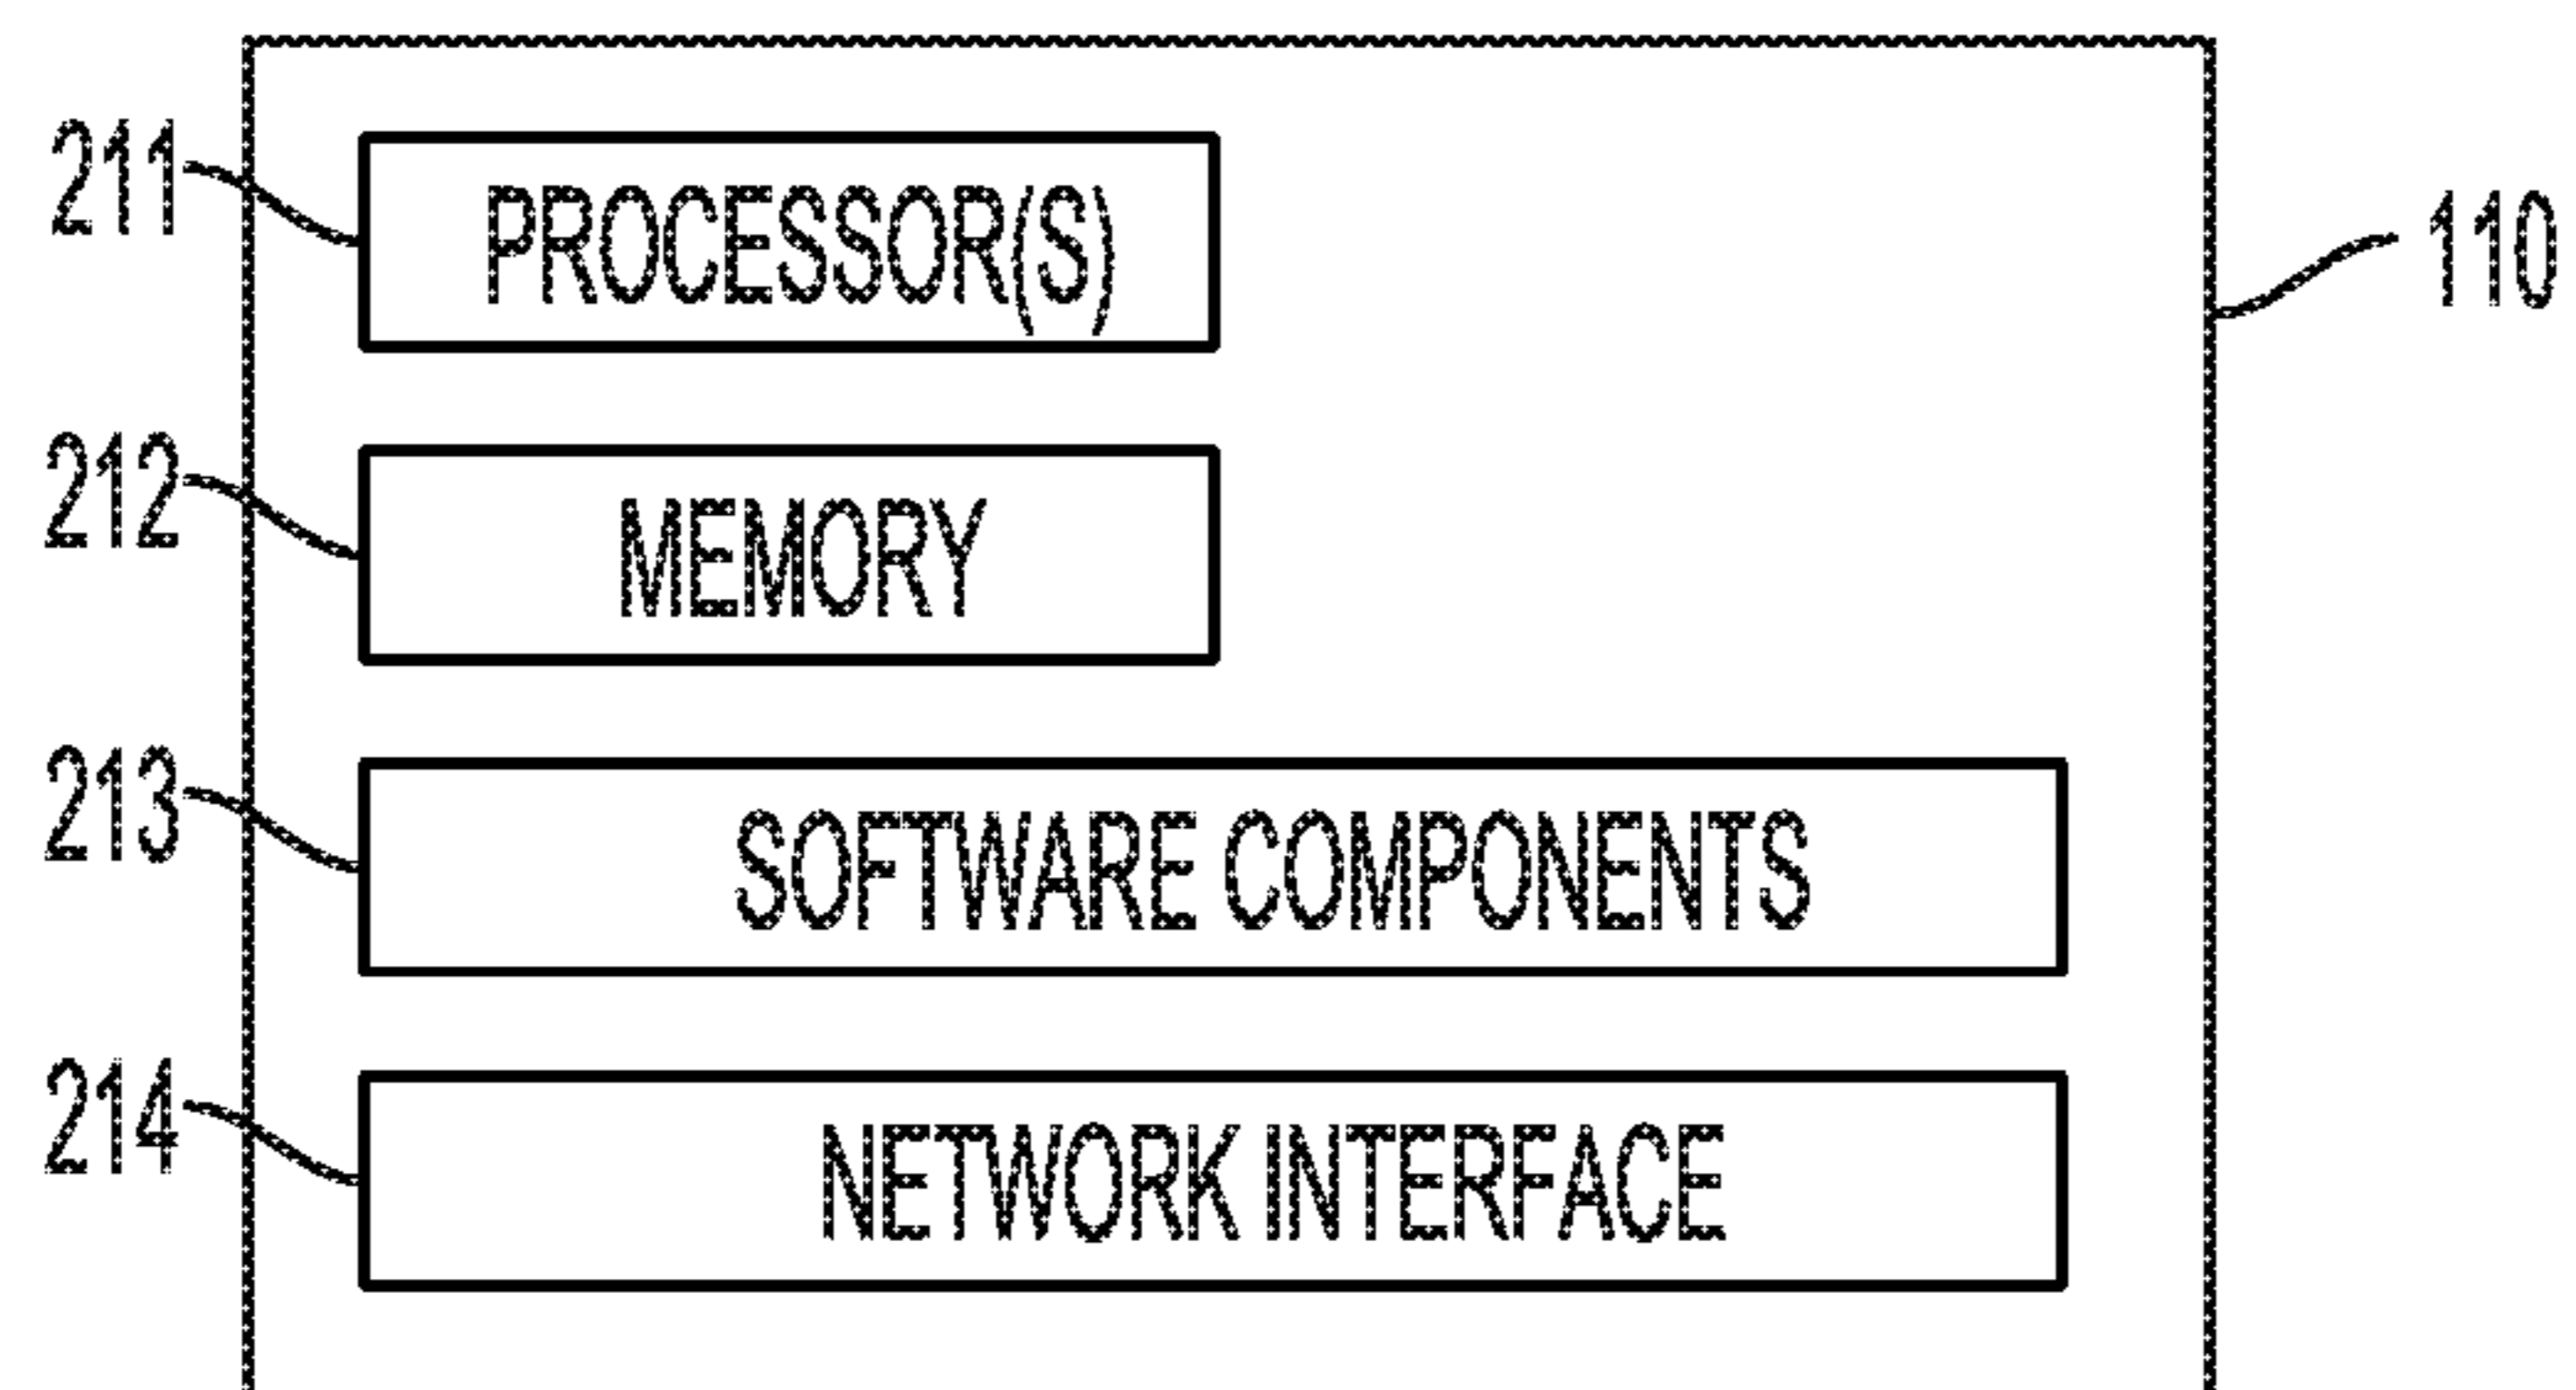 211
PROCESSOR(S)
110
212
MEMORY
213
SOFTWARE COMPONENTS
214
NETWORK INTERFACE